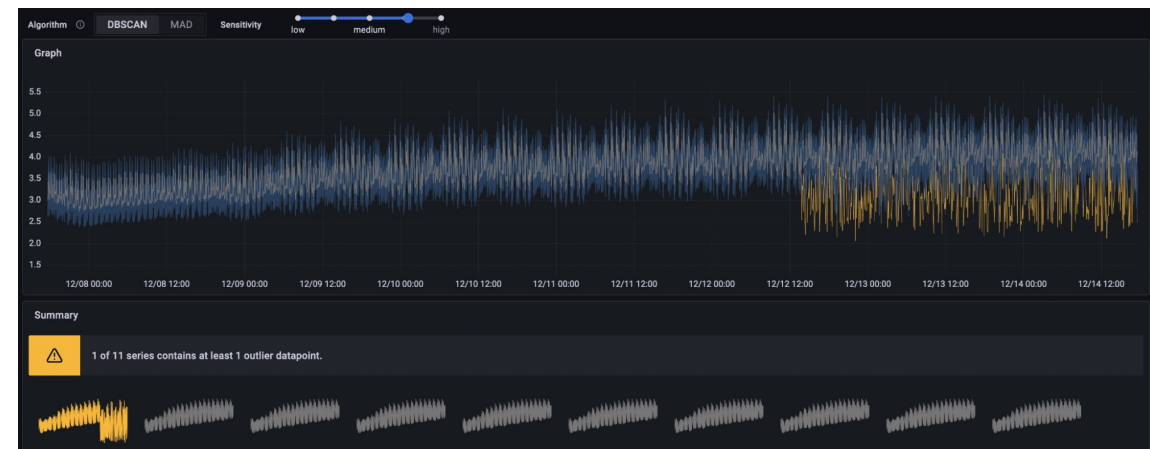 Algorithm DBSCAN MAD Sensitivity
low medium high
Graph
5.5
5.0
4.5
4.0
3.5
3.0
2.5
2.0
1.5
12/08 00:00 12/08 12:00 12/09 00:00 12/09 12:00 12/10 00:00 12/10 12:00 12/11 00:00 12/11 12:00 12/12 00:00 12/12 12:00 12/13 00:00 12/13 12:00 12/14 00:00 12/14 12:00
Summary
1 of 11 series contains at least 1 outlier datapoint.